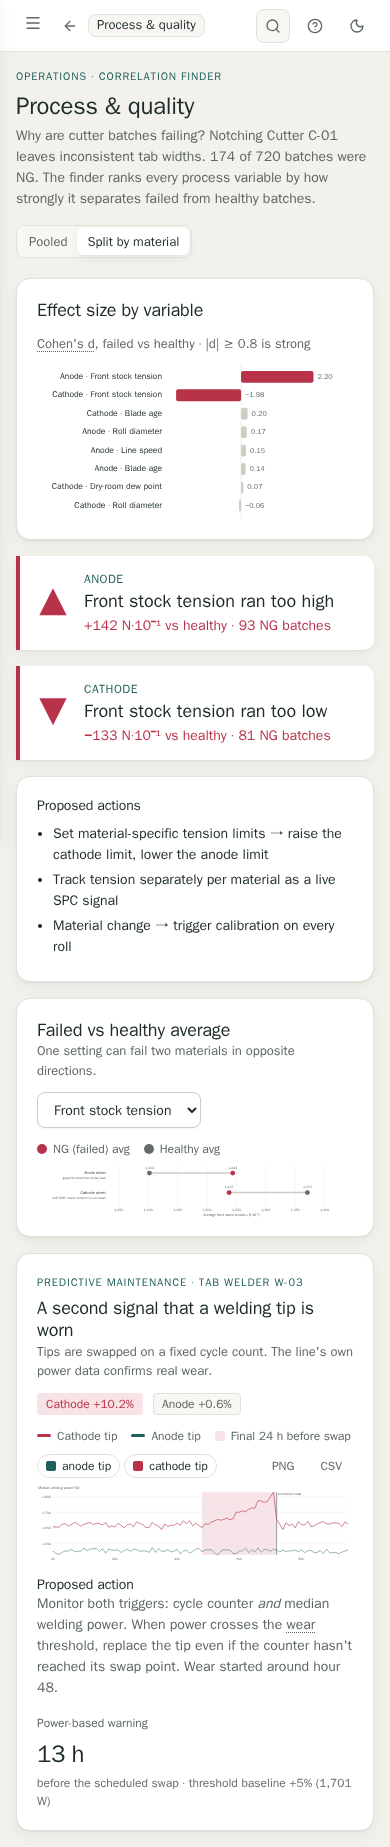 Process & quality
OPERATIONS · CORRELATION FINDER
Process & quality
Why are cutter batches failing? Notching Cutter C-01
leaves inconsistent tab widths. 174 of 720 batches were
NG. The finder ranks every process variable by how
strongly it separates failed from healthy batches.
Pooled
Split by material
Effect size by variable
Cohen's d, failed vs healthy · |d| ≥ 0.8 is strong
Anode · Front stock tension 2.20
Cathode · Front stock tension −1.98
Cathode · Blade age 0.20
Anode · Roll diameter 0.17
Anode · Line speed 0.15
Anode · Blade age 0.14
Cathode · Dry-room dew point 0.07
Cathode · Roll diameter −0.06
ANODE
Front stock tension ran too high
+142 N·10⁻¹ vs healthy · 93 NG batches
CATHODE
Front stock tension ran too low
−133 N·10⁻¹ vs healthy · 81 NG batches
Proposed actions
• Set material-specific tension limits → raise the
cathode limit, lower the anode limit
• Track tension separately per material as a live
SPC signal
• Material change → trigger calibration on every
roll
Failed vs healthy average
One setting can fail two materials in opposite
directions.
Front stock tension
NG (failed) avg
Healthy avg
Anode street
Cathode street
PREDICTIVE MAINTENANCE · TAB WELDER W-03
A second signal that a welding tip is
worn
Tips are swapped on a fixed cycle count. The line's own
power data confirms real wear.
Cathode +10.2%
Anode +0.6%
Cathode tip
Anode tip
Final 24 h before swap
anode tip
cathode tip
PNG
CSV
Median welding power (W)
Proposed action
Monitor both triggers: cycle counter and median
welding power. When power crosses the wear
threshold, replace the tip even if the counter hasn't
reached its swap point. Wear started around hour
48.
Power-based warning
13 h
before the scheduled swap · threshold baseline +5% (1,701
W)